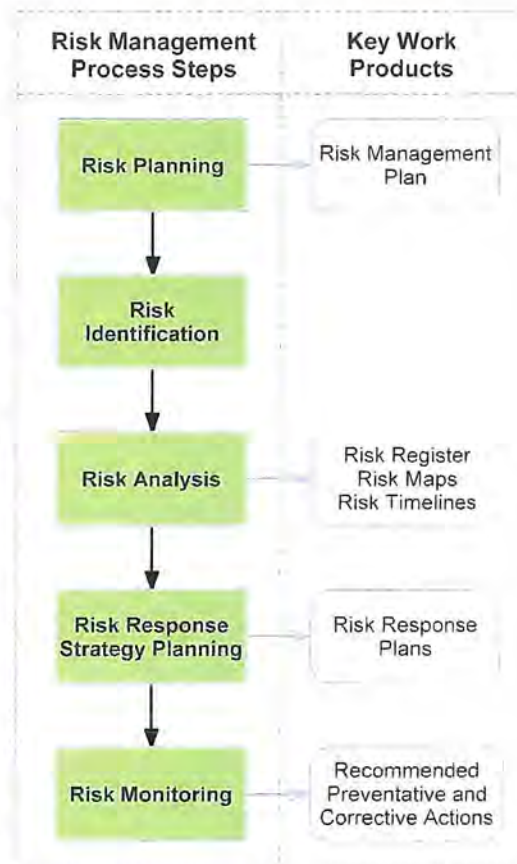 Risk Management
Process Steps
Key Work
Products
Risk Planning
Risk Management
Plan
Risk
Identification
Risk Analysis
Risk Register
Risk Maps
Risk Timelines
Risk Response
Strategy Planning
Risk Response
Plans
Risk Monitoring
Recommended
Preventative and
Corrective Actions